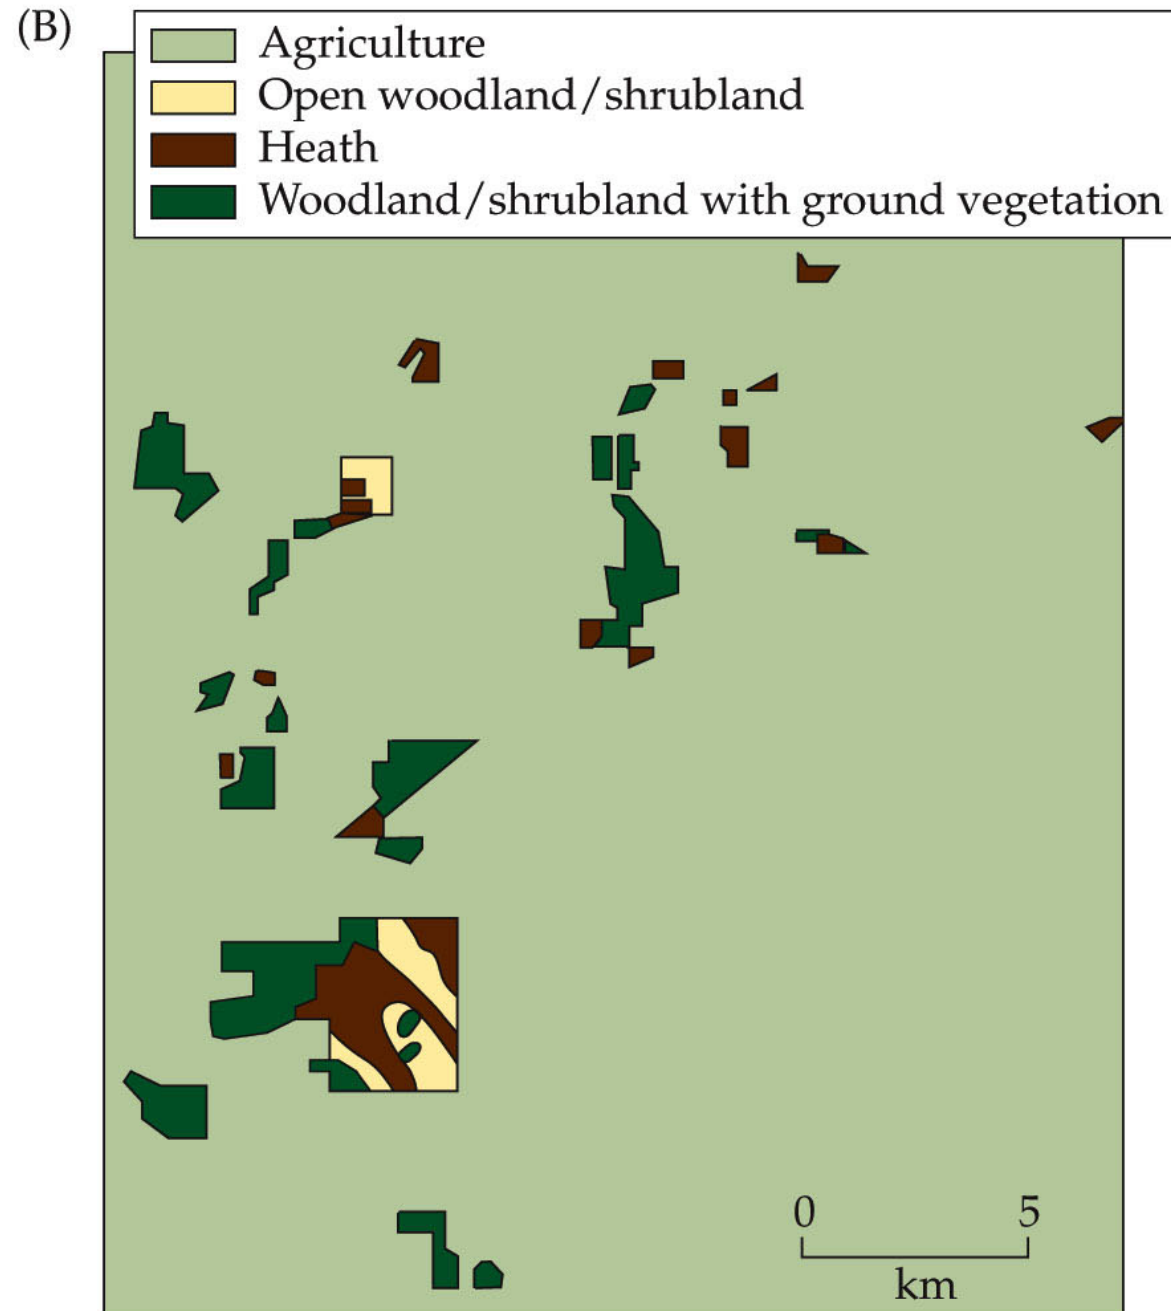 (B)
Agriculture
Open woodland/shrubland
Heath
Woodland/shrubland with ground vegetation
0 5
km